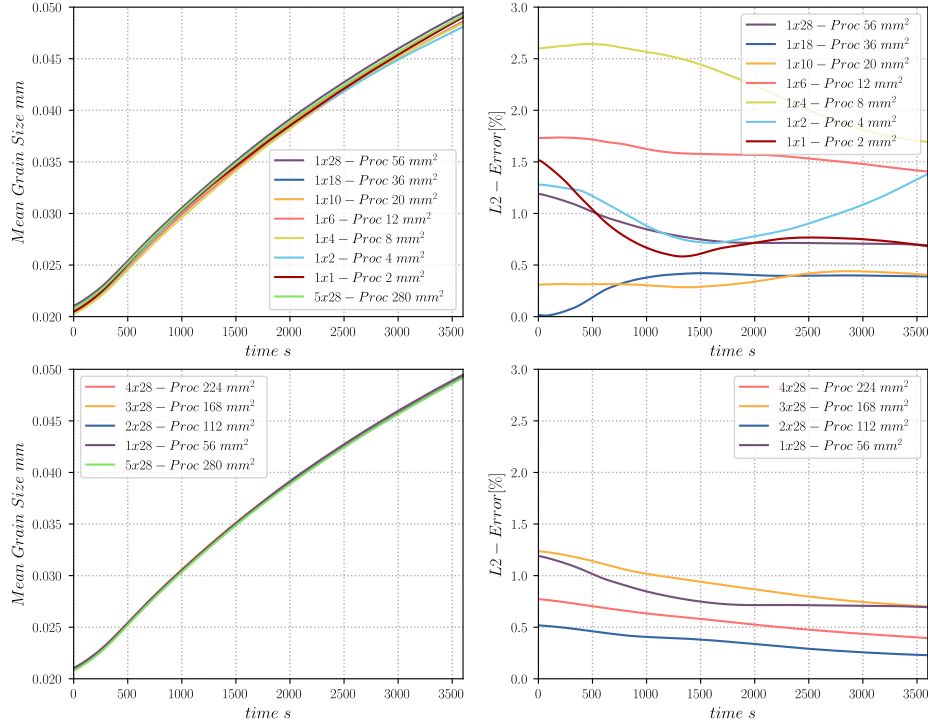 0.050
0.045
0.040
0.035
0.030
0.025
0.020
Mean Grain Size mm
1x28 − Proc 56 mm²
1x18 − Proc 36 mm²
1x10 − Proc 20 mm²
1x6 − Proc 12 mm²
1x4 − Proc 8 mm²
1x2 − Proc 4 mm²
1x1 − Proc 2 mm²
5x28 − Proc 280 mm²
0 500 1000 1500 2000 2500 3000 3500
time s
3.0
2.5
2.0
1.5
1.0
0.5
0.0
L2 − Error[%]
1x28 − Proc 56 mm²
1x18 − Proc 36 mm²
1x10 − Proc 20 mm²
1x6 − Proc 12 mm²
1x4 − Proc 8 mm²
1x2 − Proc 4 mm²
1x1 − Proc 2 mm²
0 500 1000 1500 2000 2500 3000 3500
time s
0.050
0.045
0.040
0.035
0.030
0.025
0.020
Mean Grain Size mm
4x28 − Proc 224 mm²
3x28 − Proc 168 mm²
2x28 − Proc 112 mm²
1x28 − Proc 56 mm²
5x28 − Proc 280 mm²
0 500 1000 1500 2000 2500 3000 3500
time s
3.0
2.5
2.0
1.5
1.0
0.5
0.0
L2 − Error[%]
4x28 − Proc 224 mm²
3x28 − Proc 168 mm²
2x28 − Proc 112 mm²
1x28 − Proc 56 mm²
0 500 1000 1500 2000 2500 3000 3500
time s